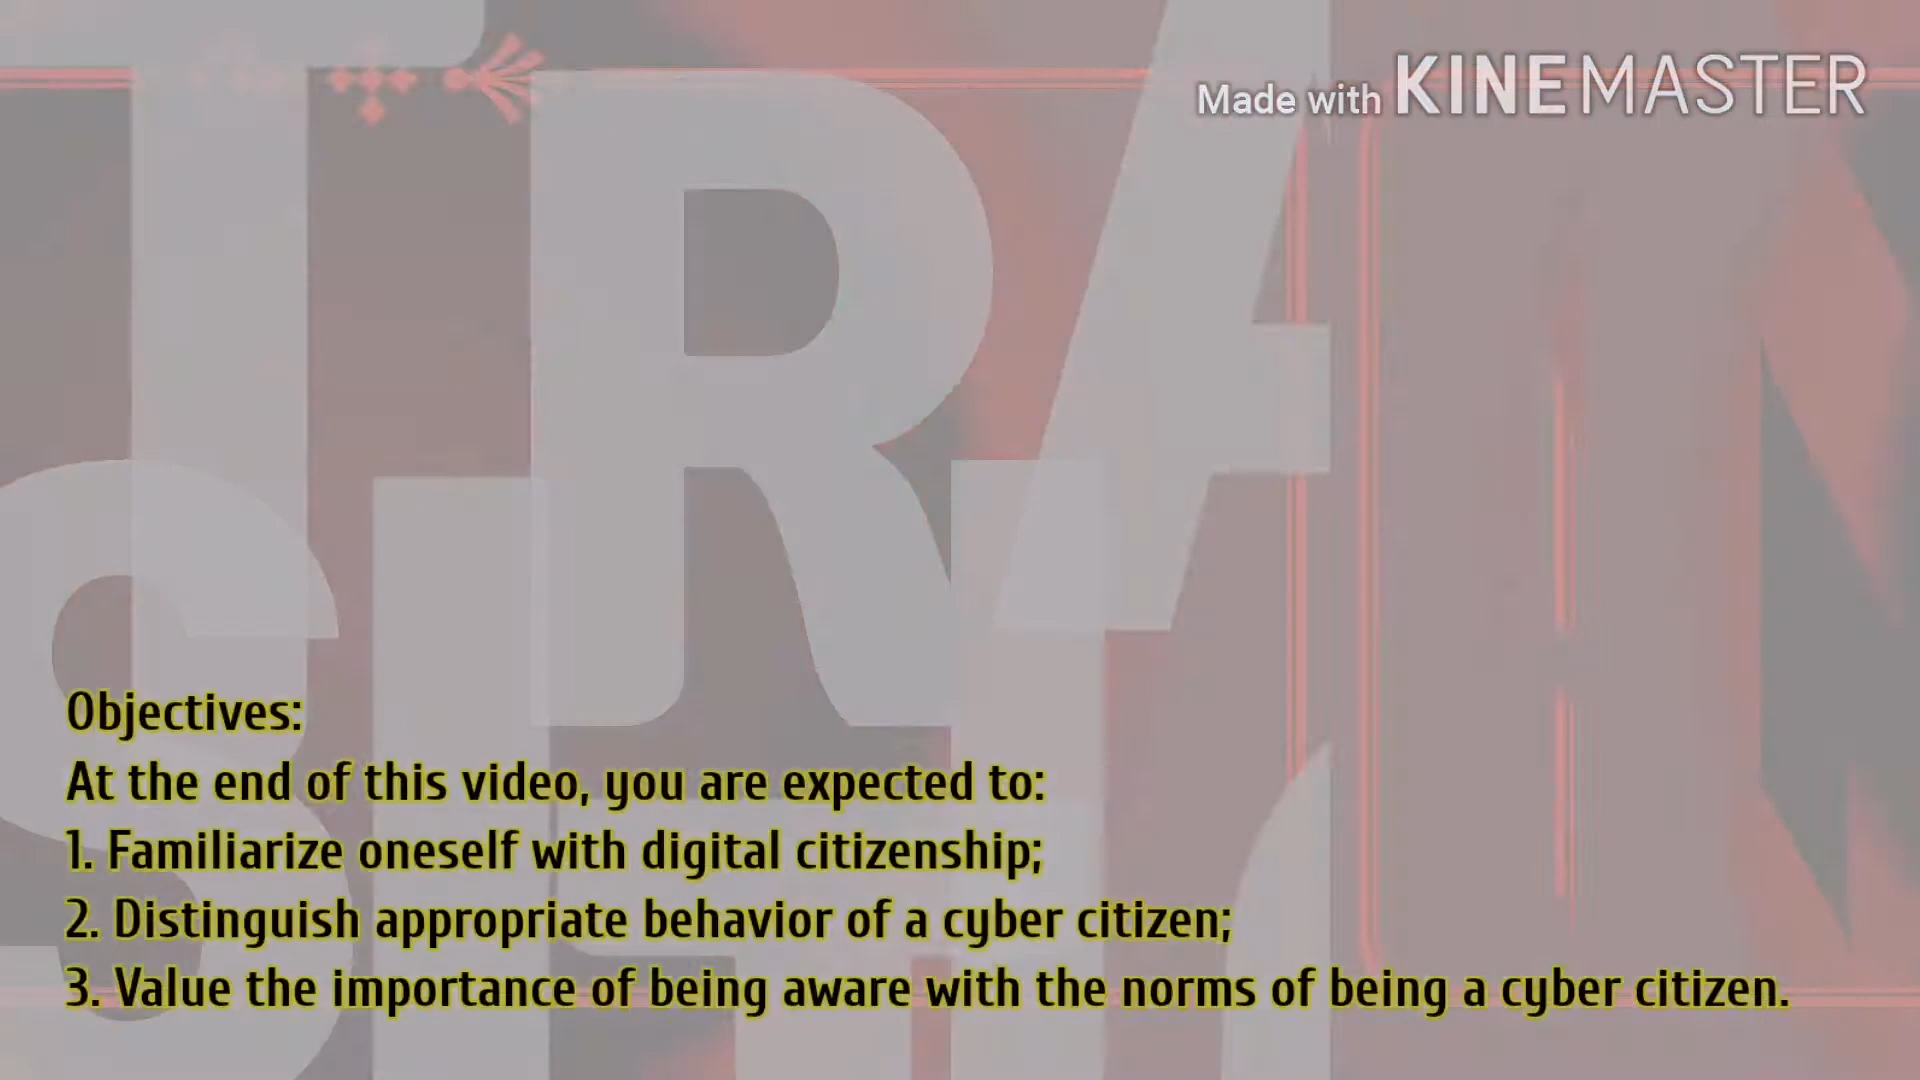 Made with KINEMASTER
Objectives:
At the end of this video, you are expected to:
1. Familiarize oneself with digital citizenship;
2. Distinguish appropriate behavior of a cyber citizen;
3. Value the importance of being aware with the norms of being a cyber citizen.